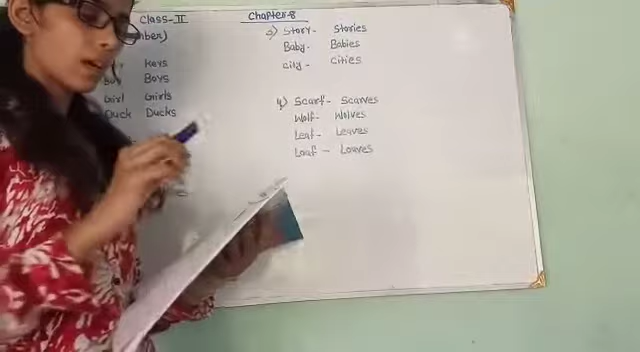 Class-II
Chapter-8
ber)
3) Story- Stories
Baby- Babies
City- Cities
Boys
Girl Girls
Duck Ducks
4) Scarf- Scarves
Wolf- Wolves
Leaf- Leaves
Loaf - Loaves